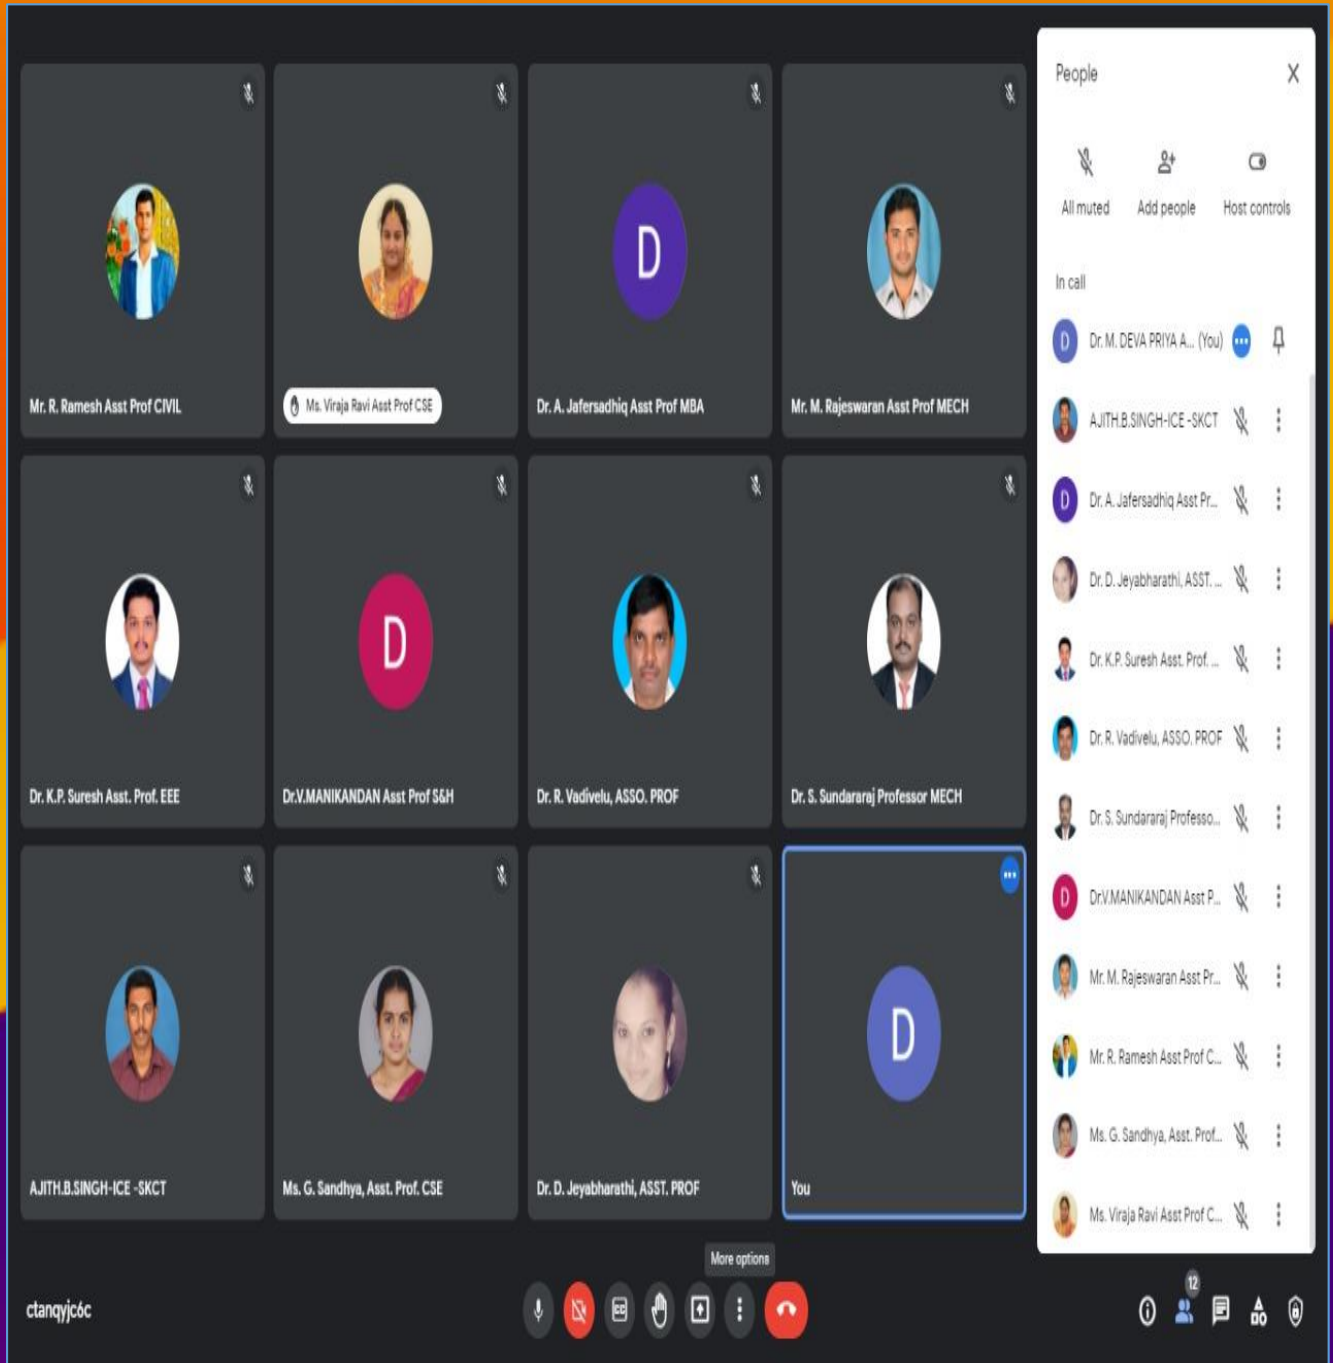 D
Mr. R. Ramesh Asst Prof CIVIL
Ms. Viraja Ravi Asst Prof CSE
Dr. A. Jafersadhiq Asst Prof MBA
Mr. M. Rajeswaran Asst Prof MECH
D
Dr. K.P. Suresh Asst. Prof. EEE
Dr.V.MANIKANDAN Asst Prof S&H
Dr. R. Vadivelu, ASSO. PROF
Dr. S. Sundararaj Professor MECH
D
AJITH.B.SINGH-ICE -SKCT
Ms. G. Sandhya, Asst. Prof. CSE
Dr. D. Jeyabharathi, ASST. PROF
You
People
All muted
Add people
Host controls
In call
D Dr. M. DEVA PRIYA A... (You)
AJITH.B.SINGH-ICE -SKCT
D Dr. A. Jafersadhiq Asst Pr...
Dr. D. Jeyabharathi, ASST. ...
Dr. K.P. Suresh Asst. Prof. ...
Dr. R. Vadivelu, ASSO. PROF
Dr. S. Sundararaj Professo...
D Dr.V.MANIKANDAN Asst P...
Mr. M. Rajeswaran Asst Pr...
Mr. R. Ramesh Asst Prof C...
Ms. G. Sandhya, Asst. Prof...
Ms. Viraja Ravi Asst Prof C...
More options
ctanqyjc6c
CC
12